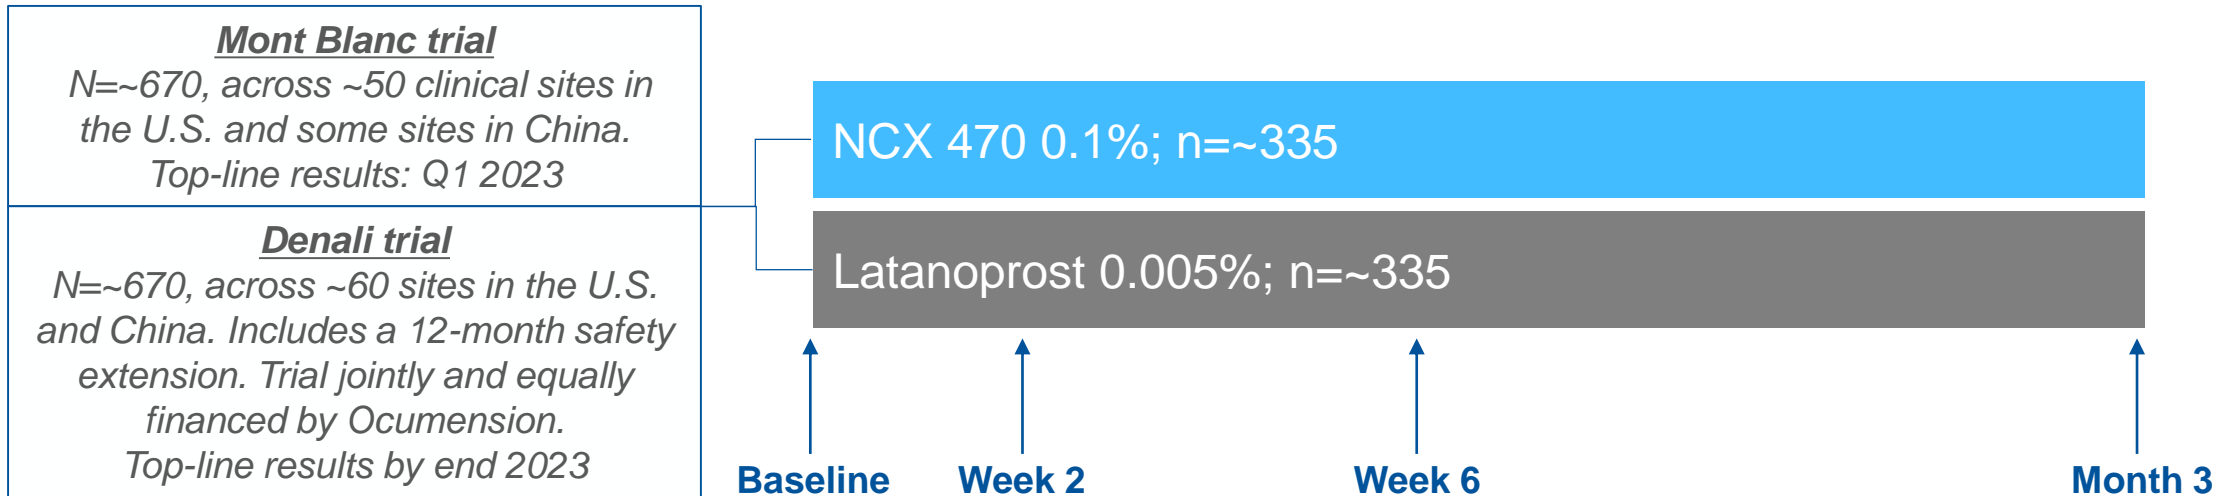 Mont Blanc trial
N=~670, across ~50 clinical sites in
the U.S. and some sites in China.
Top-line results: Q1 2023
Denali trial
N=~670, across ~60 sites in the U.S.
and China. Includes a 12-month safety
extension. Trial jointly and equally
financed by Ocumension.
Top-line results by end 2023
NCX 470 0.1%; n=~335
Latanoprost 0.005%; n=~335
Baseline
Week 2
Week 6
Month 3